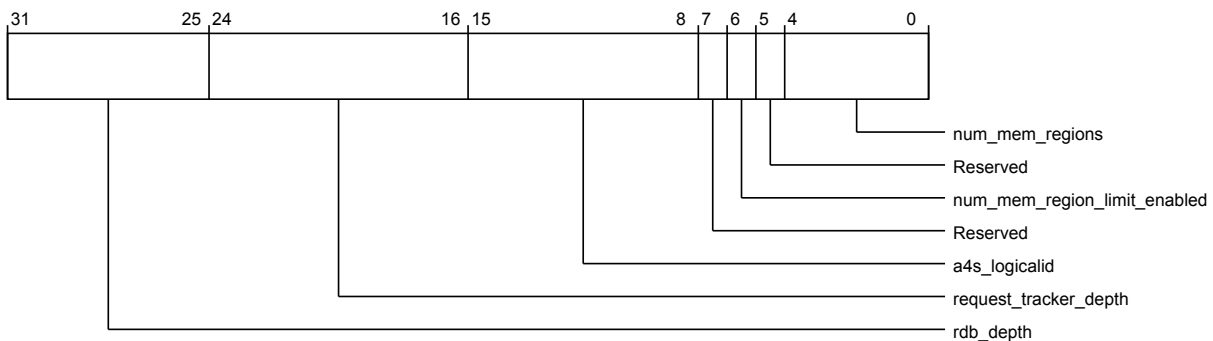 31 25 24 16 15 8 7 6 5 4 0
num_mem_regions
Reserved
num_mem_region_limit_enabled
Reserved
a4s_logicalid
request_tracker_depth
rdb_depth